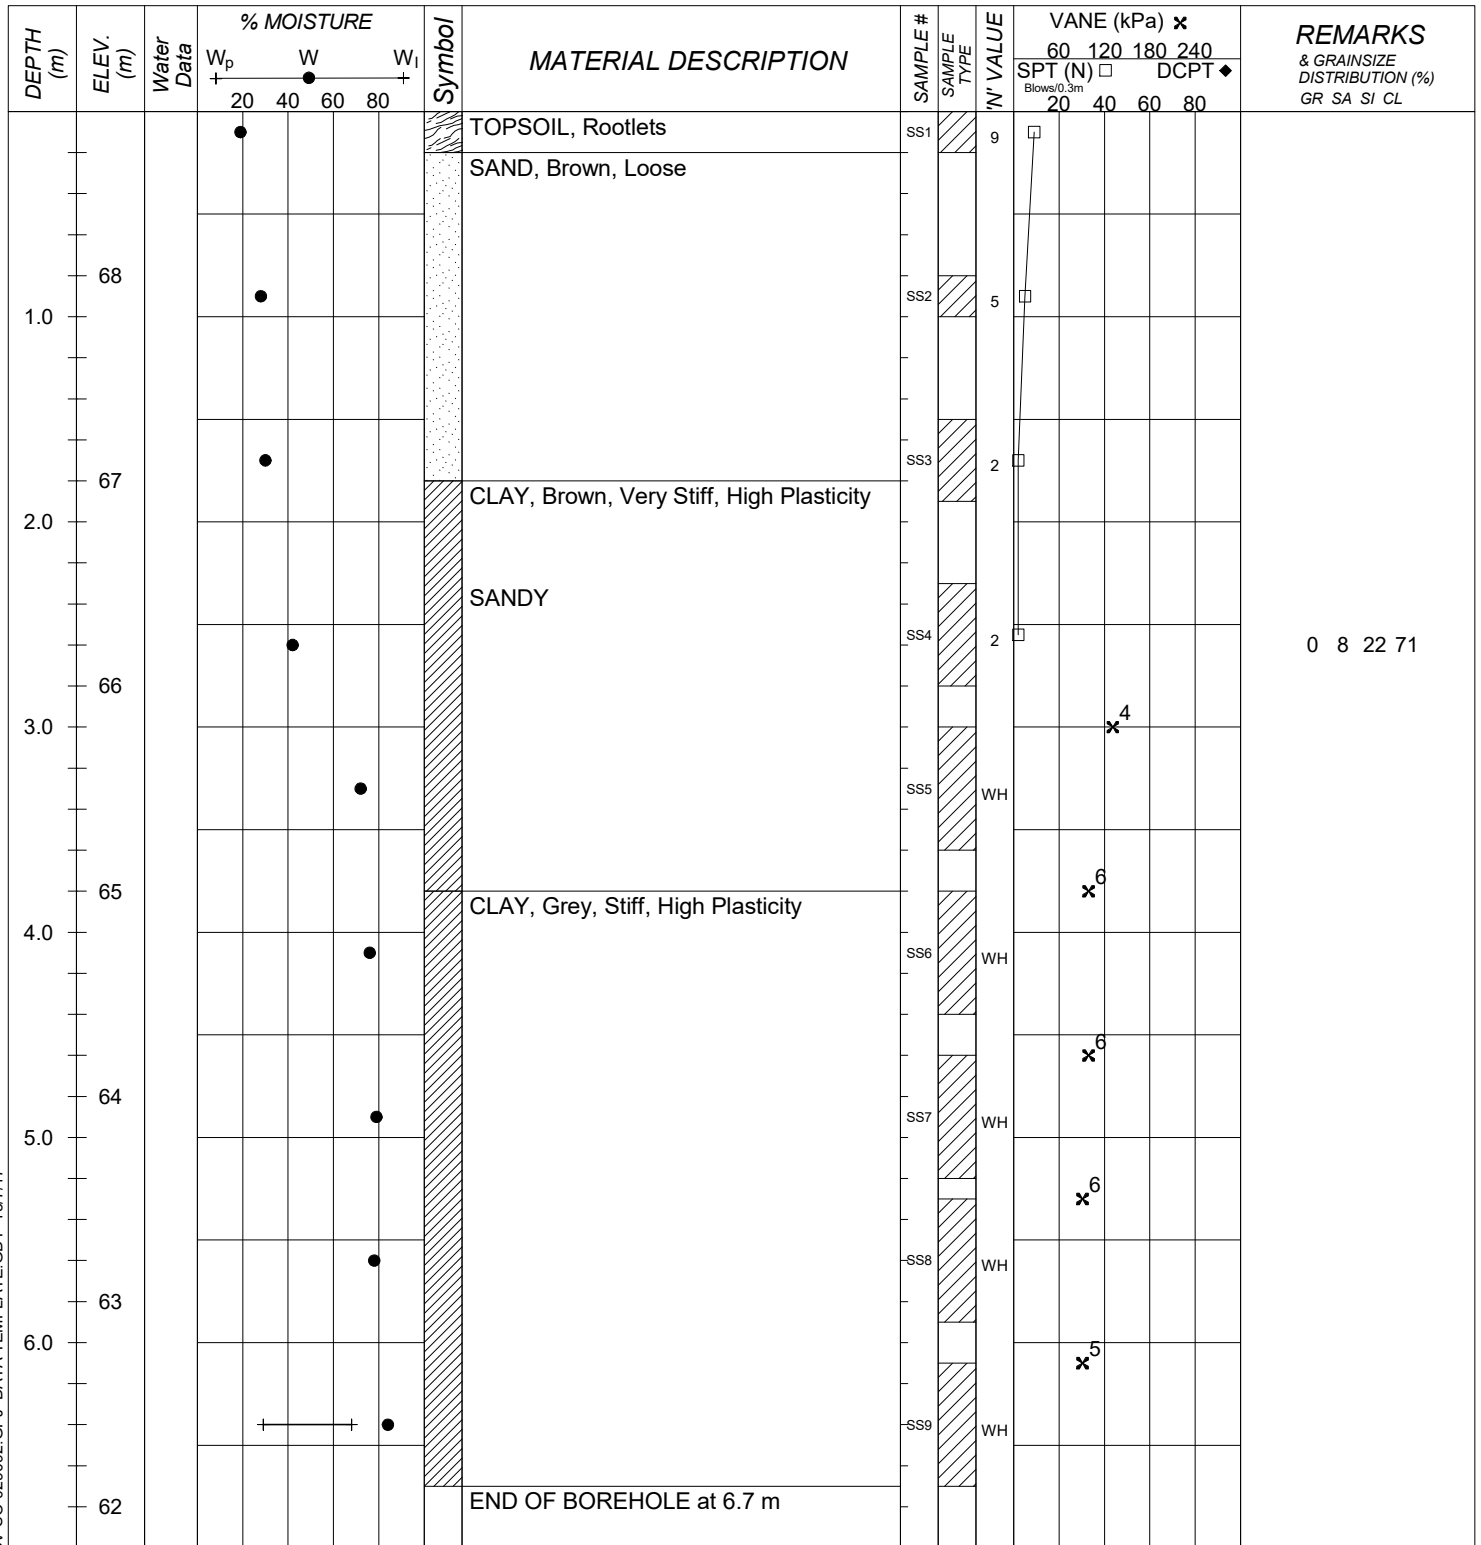 DEPTH (m)
ELEV. (m)
Water Data
% MOISTURE
Wp W Wl
20 40 60 80
Symbol
MATERIAL DESCRIPTION
SAMPLE #
SAMPLE TYPE
'N' VALUE
VANE (kPa) ✖
60 120 180 240
SPT (N) □ DCPT ◆
Blows/0.3m
20 40 60 80
REMARKS
& GRAINSIZE
DISTRIBUTION (%)
GR SA SI CL
TOPSOIL, Rootlets
SS1 9
SAND, Brown, Loose
68
SS2 5
1.0
SS3 2
67
CLAY, Brown, Very Stiff, High Plasticity
2.0
SANDY
SS4 2
0 8 22 71
66
4
3.0
SS5 WH
65
6
CLAY, Grey, Stiff, High Plasticity
4.0
SS6 WH
6
64
SS7 WH
5.0
6
SS8 WH
63
6.0
5
SS9 WH
62
END OF BOREHOLE at 6.7 m